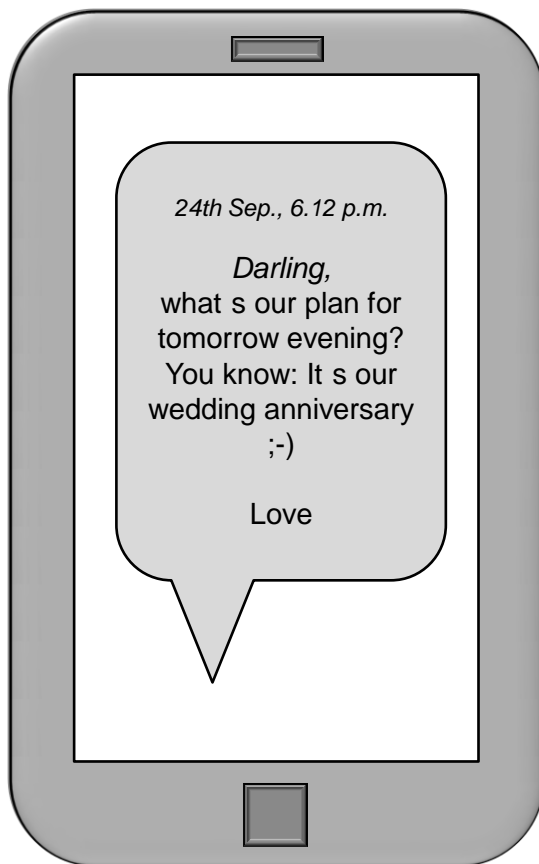 24th Sep., 6.12 p.m.
Darling,
what s our plan for
tomorrow evening?
You know: It s our
wedding anniversary
;-)
Love